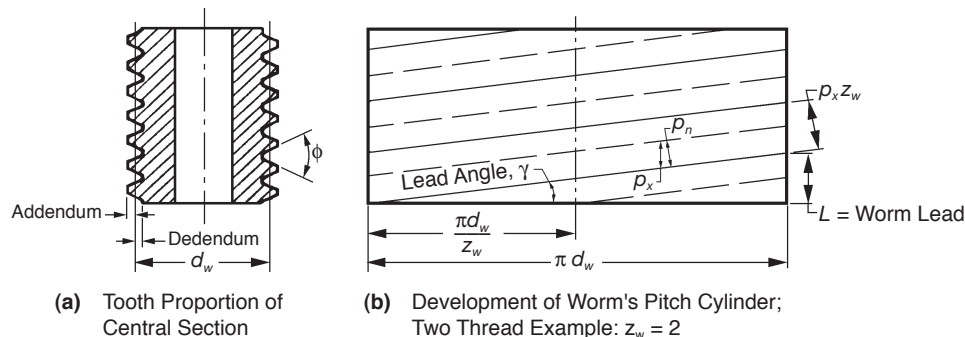 ϕ
Addendum
Dedendum
d_w
(a) Tooth Proportion of
Central Section
p_x z_w
p_n
Lead Angle, γ
p_x
L = Worm Lead
πd_w
z_w
π d_w
(b) Development of Worm's Pitch Cylinder;
Two Thread Example: z_w = 2